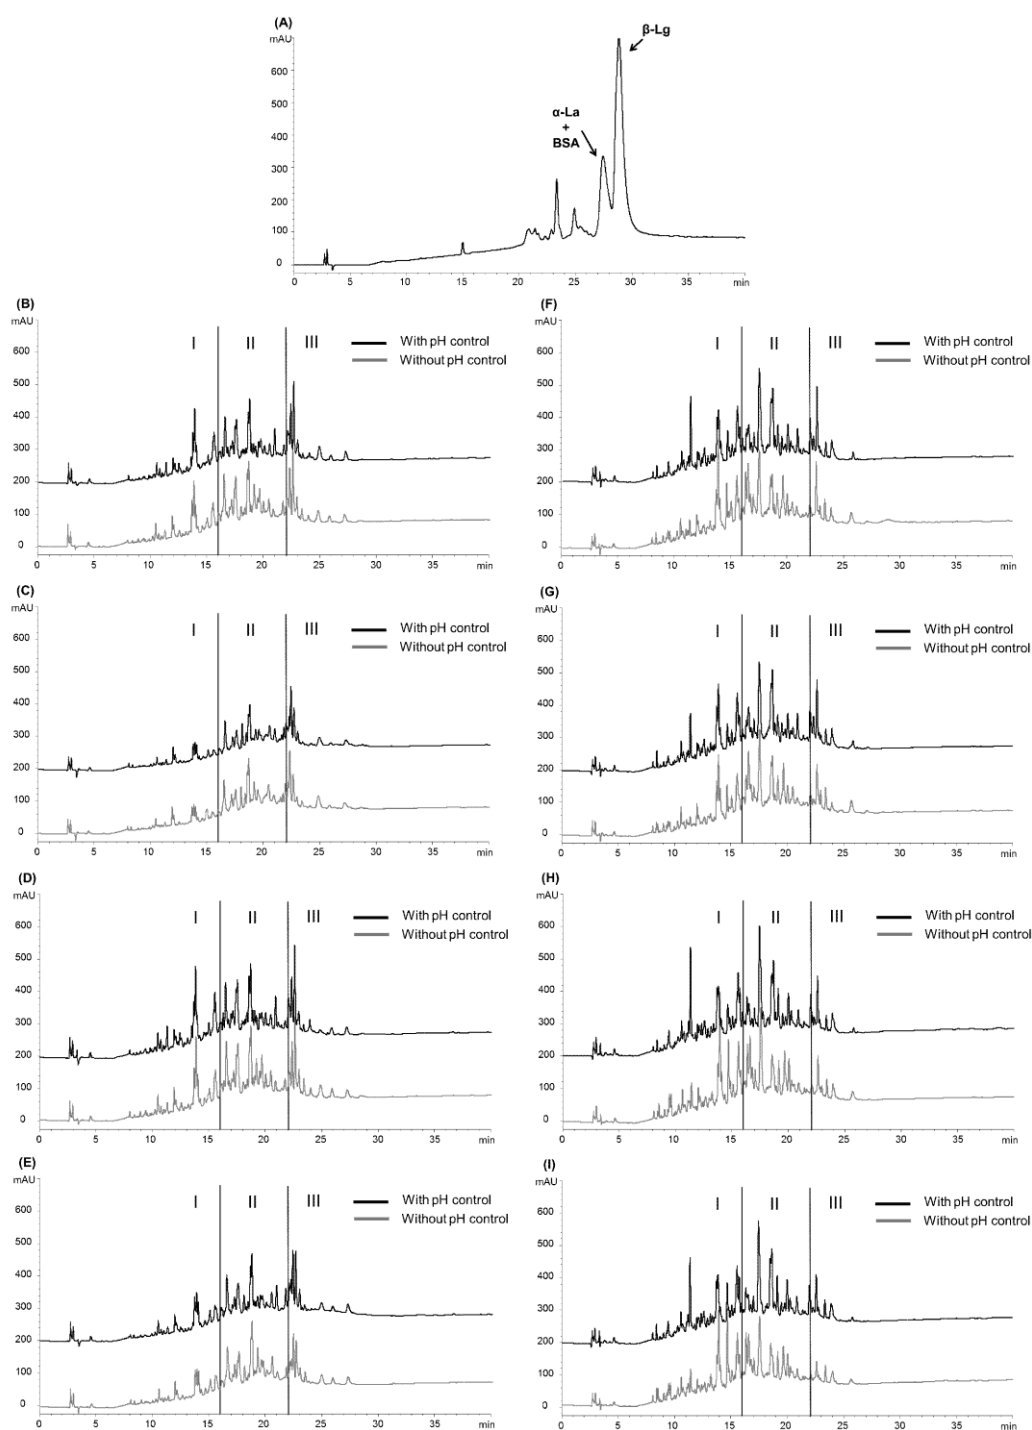 (A)
mAU
β-Lg
α-La
+
BSA
600
500
400
300
200
100
0
0 5 10 15 20 25 30 35 min
(B)
mAU
I II III
With pH control
Without pH control
600
500
400
300
200
100
0
0 5 10 15 20 25 30 35 min
(F)
mAU
I II III
With pH control
Without pH control
600
500
400
300
200
100
0
0 5 10 15 20 25 30 35 min
(C)
mAU
I II III
With pH control
Without pH control
600
500
400
300
200
100
0
0 5 10 15 20 25 30 35 min
(G)
mAU
I II III
With pH control
Without pH control
600
500
400
300
200
100
0
0 5 10 15 20 25 30 35 min
(D)
mAU
I II III
With pH control
Without pH control
600
500
400
300
200
100
0
0 5 10 15 20 25 30 35 min
(H)
mAU
I II III
With pH control
Without pH control
600
500
400
300
200
100
0
0 5 10 15 20 25 30 35 min
(E)
mAU
I II III
With pH control
Without pH control
600
500
400
300
200
100
0
0 5 10 15 20 25 30 35 min
(I)
mAU
I II III
With pH control
Without pH control
600
500
400
300
200
100
0
0 5 10 15 20 25 30 35 min